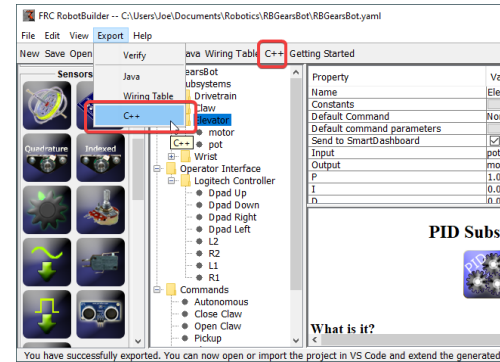 FRC RobotBuilder -- C:\Users\Joe\Documents\Robotics\RBGearsBot\RBGearsBot.yaml
File Edit View Export Help
New Save Open
Verify
ava Wiring Table C++ Getting Started
Java
Wiring Table
C++
C++
Sensors
Quadrature
Indexed
earsBot
ubsystems
Drivetrain
Claw
Elevator
motor
pot
Wrist
Operator Interface
Logitech Controller
Dpad Up
Dpad Down
Dpad Right
Dpad Left
L2
R2
L1
R1
Commands
Autonomous
Close Claw
Open Claw
Pickup
Property Va
Name Ele
Constants
Default Command Nor
Default command parameters
Send to SmartDashboard
Input pot
Output mo
P 1.0
I 0.0
D 0.0
PID Subs
PID
What is it?
You have successfully exported. You can now open or import the project in VS Code and extend the generated